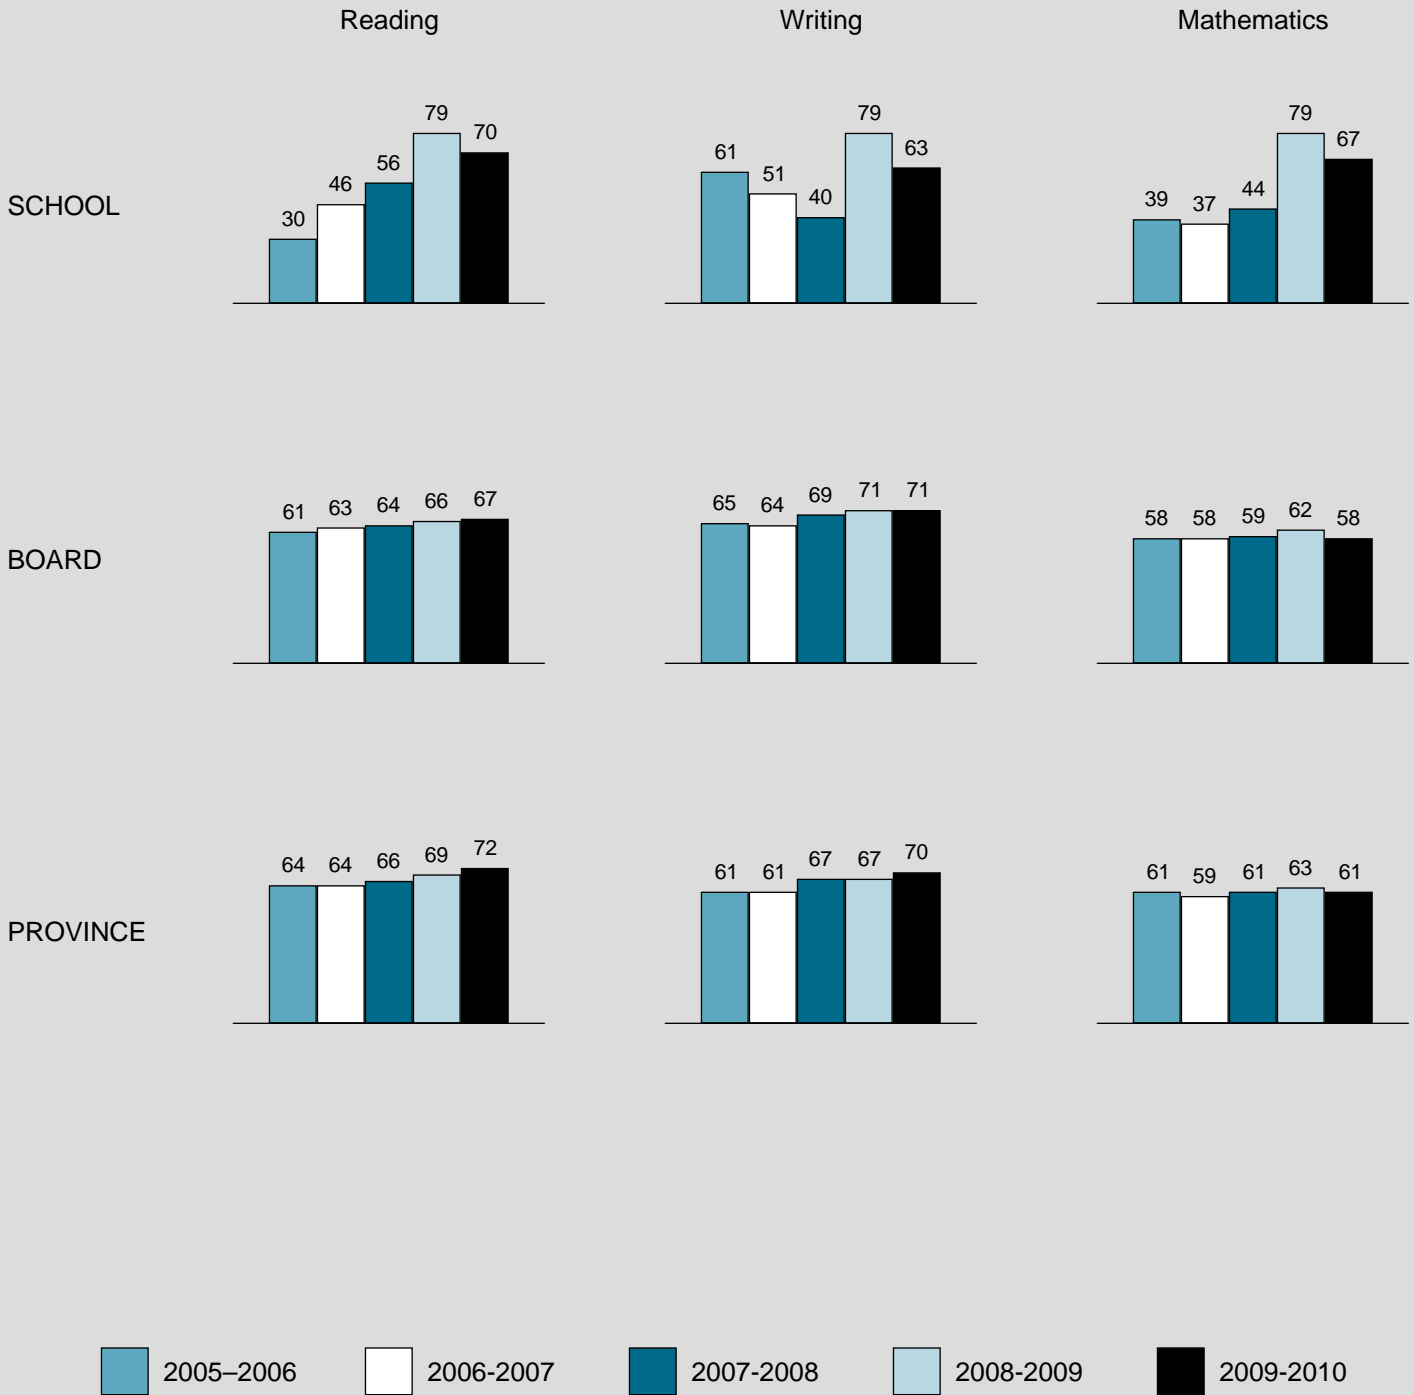 Reading Writing Mathematics
SCHOOL
30 46 56 79 70
61 51 40 79 63
39 37 44 79 67
BOARD
61 63 64 66 67
65 64 69 71 71
58 58 59 62 58
PROVINCE
64 64 66 69 72
61 61 67 67 70
61 59 61 63 61
2005–2006 2006-2007 2007-2008 2008-2009 2009-2010